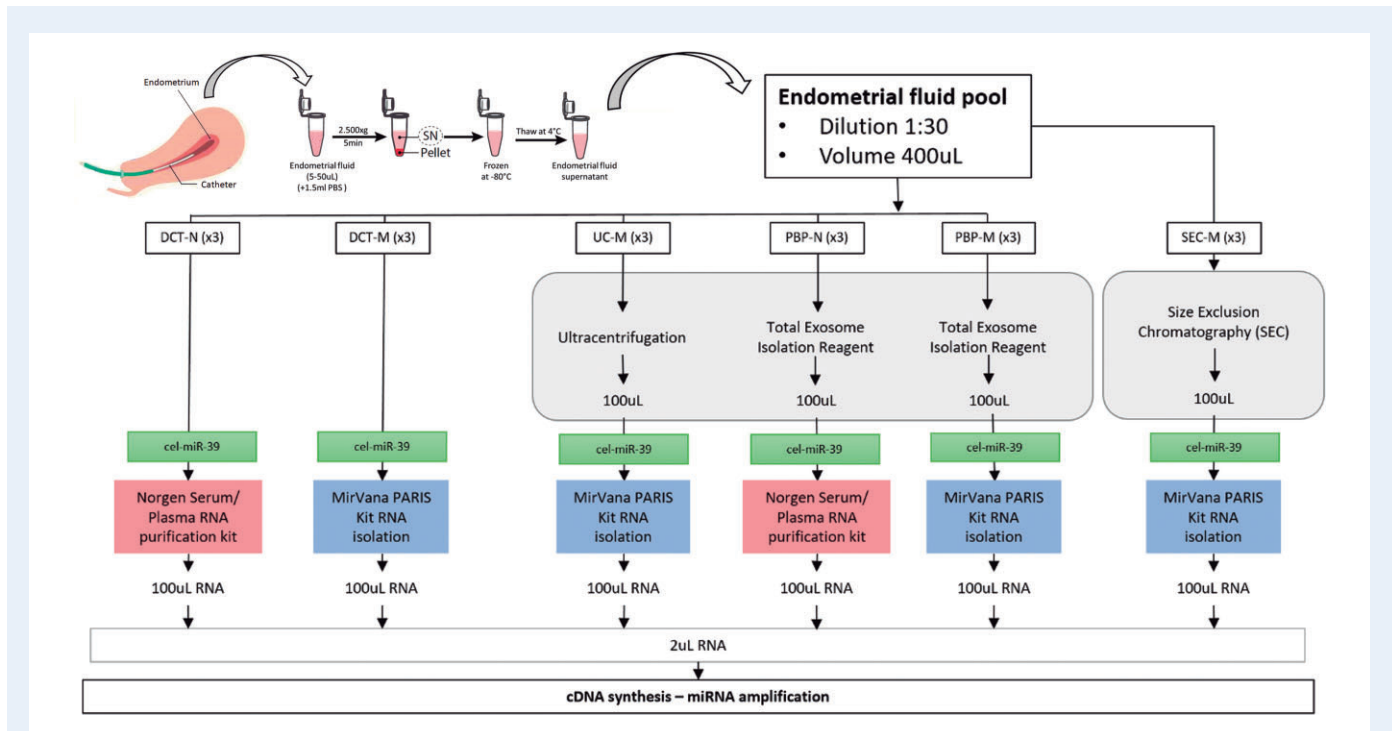 Endometrium
Catheter
Endometrial fluid
(5-50uL)
(+1.5ml PBS )
2.500xg
5min
SN
Pellet
Frozen
at -80°C
Thaw at 4°C
Endometrial fluid
supernatant
Endometrial fluid pool
• Dilution 1:30
• Volume 400uL
DCT-N (x3)
DCT-M (x3)
UC-M (x3)
PBP-N (x3)
PBP-M (x3)
SEC-M (x3)
Ultracentrifugation
100uL
Total Exosome
Isolation Reagent
100uL
Total Exosome
Isolation Reagent
100uL
Size Exclusion
Chromatography (SEC)
100uL
cel-miR-39
cel-miR-39
cel-miR-39
cel-miR-39
cel-miR-39
cel-miR-39
Norgen Serum/
Plasma RNA
purification kit
MirVana PARIS
Kit RNA
isolation
MirVana PARIS
Kit RNA
isolation
Norgen Serum/
Plasma RNA
purification kit
MirVana PARIS
Kit RNA
isolation
MirVana PARIS
Kit RNA
isolation
100uL RNA
100uL RNA
100uL RNA
100uL RNA
100uL RNA
100uL RNA
2uL RNA
cDNA synthesis – miRNA amplification